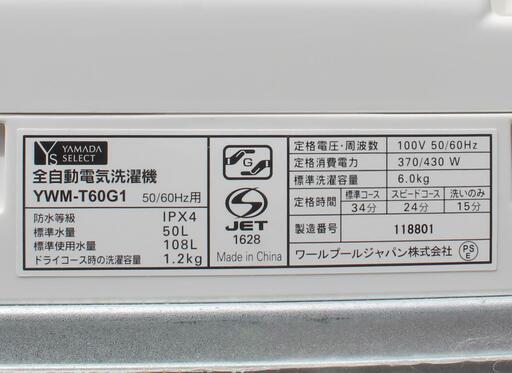 YS YAMADA SELECT
全自動電気洗濯機
YWM-T60G1 50/60Hz用
防水等級 IPX4
標準水量 50L
標準使用水量 108L
ドライコース時の洗濯容量 1.2kg
G
S
JET
1628
Made in China
定格電圧・周波数 100V 50/60Hz
定格消費電力 370/430 W
標準洗濯容量 6.0kg
定格時間 標準コース 34分 スピードコース 24分 洗いのみ 15分
製造番号 118801
ワールプールジャパン株式会社 PSE